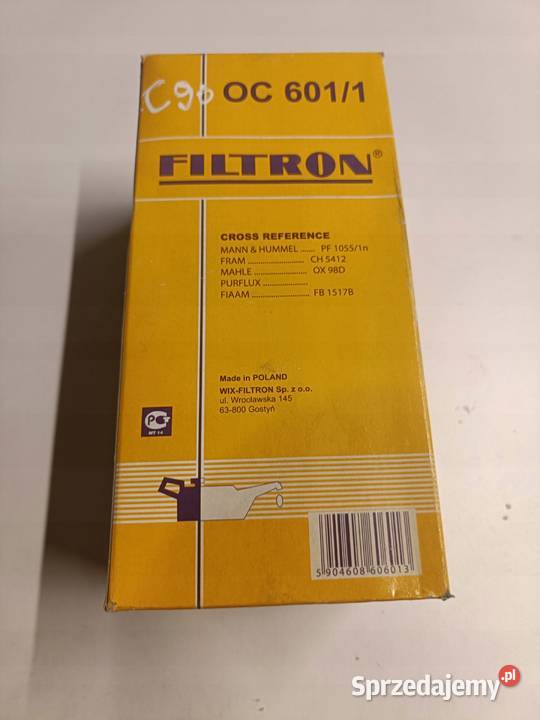 C90 OC 601/1
FILTRON®
CROSS REFERENCE
MANN & HUMMEL ...... PF 1055/1n
FRAM ............................ CH 5412
MAHLE .......................... OX 98D
PURFLUX ......................
FIAAM ............................ FB 1517B
Made in POLAND
WIX-FILTRON Sp. z o.o.
ul. Wrocławska 145
63-800 Gostyń
MT 14
5 904608 606013
Sprzedajemy.pl